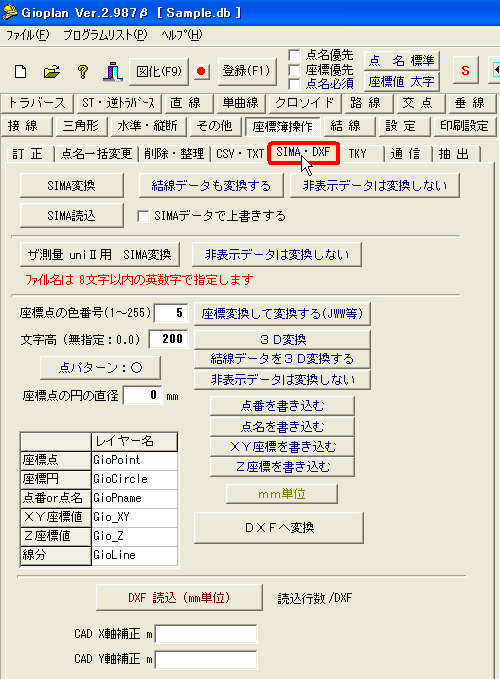 Gioplan Ver.2.987β [ Sample.db ]
ファイル(F) プログラムリスト(P) ヘルプ(H)
図化(F9) 登録(F1) 点名優先 座標優先 点名必須 点 名 標準 座標値 太字 S
トラバース ST・逆トラバース 直 線 単曲線 クロソイド 路 線 交 点 垂 線
接 線 三角形 水準・縦断 その他 座標簿操作 結 線 設 定 印刷設定
訂 正 点名一括変更 削除・整理 CSV・TXT SIMA・DXF TKY 通 信 抽 出
SIMA変換 結線データも変換する 非表示データは変換しない
SIMA読込 SIMAデータで上書きする
ザ測量 uniⅡ用 SIMA変換 非表示データは変換しない
ファイル名は 8文字以内の英数字で指定します
座標点の色番号(1～255) 5 座標変換して変換する(JWW等)
文字高 (無指定：0.0) 200 ３Ｄ変換
点パターン：○ 結線データを３Ｄ変換する
座標点の円の直径 0 mm 非表示データは変換しない
点番を書き込む
点名を書き込む
ＸＹ座標を書き込む
Ｚ座標を書き込む
ｍｍ単位
ＤＸＦへ変換
レイヤー名
座標点 GioPoint
座標円 GioCircle
点番or点名 GioPname
ＸＹ座標値 Gio_XY
Ｚ座標値 Gio_Z
線分 GioLine
DXF 読込 (mm単位) 読込行数 /DXF
CAD X軸補正 m
CAD Y軸補正 m